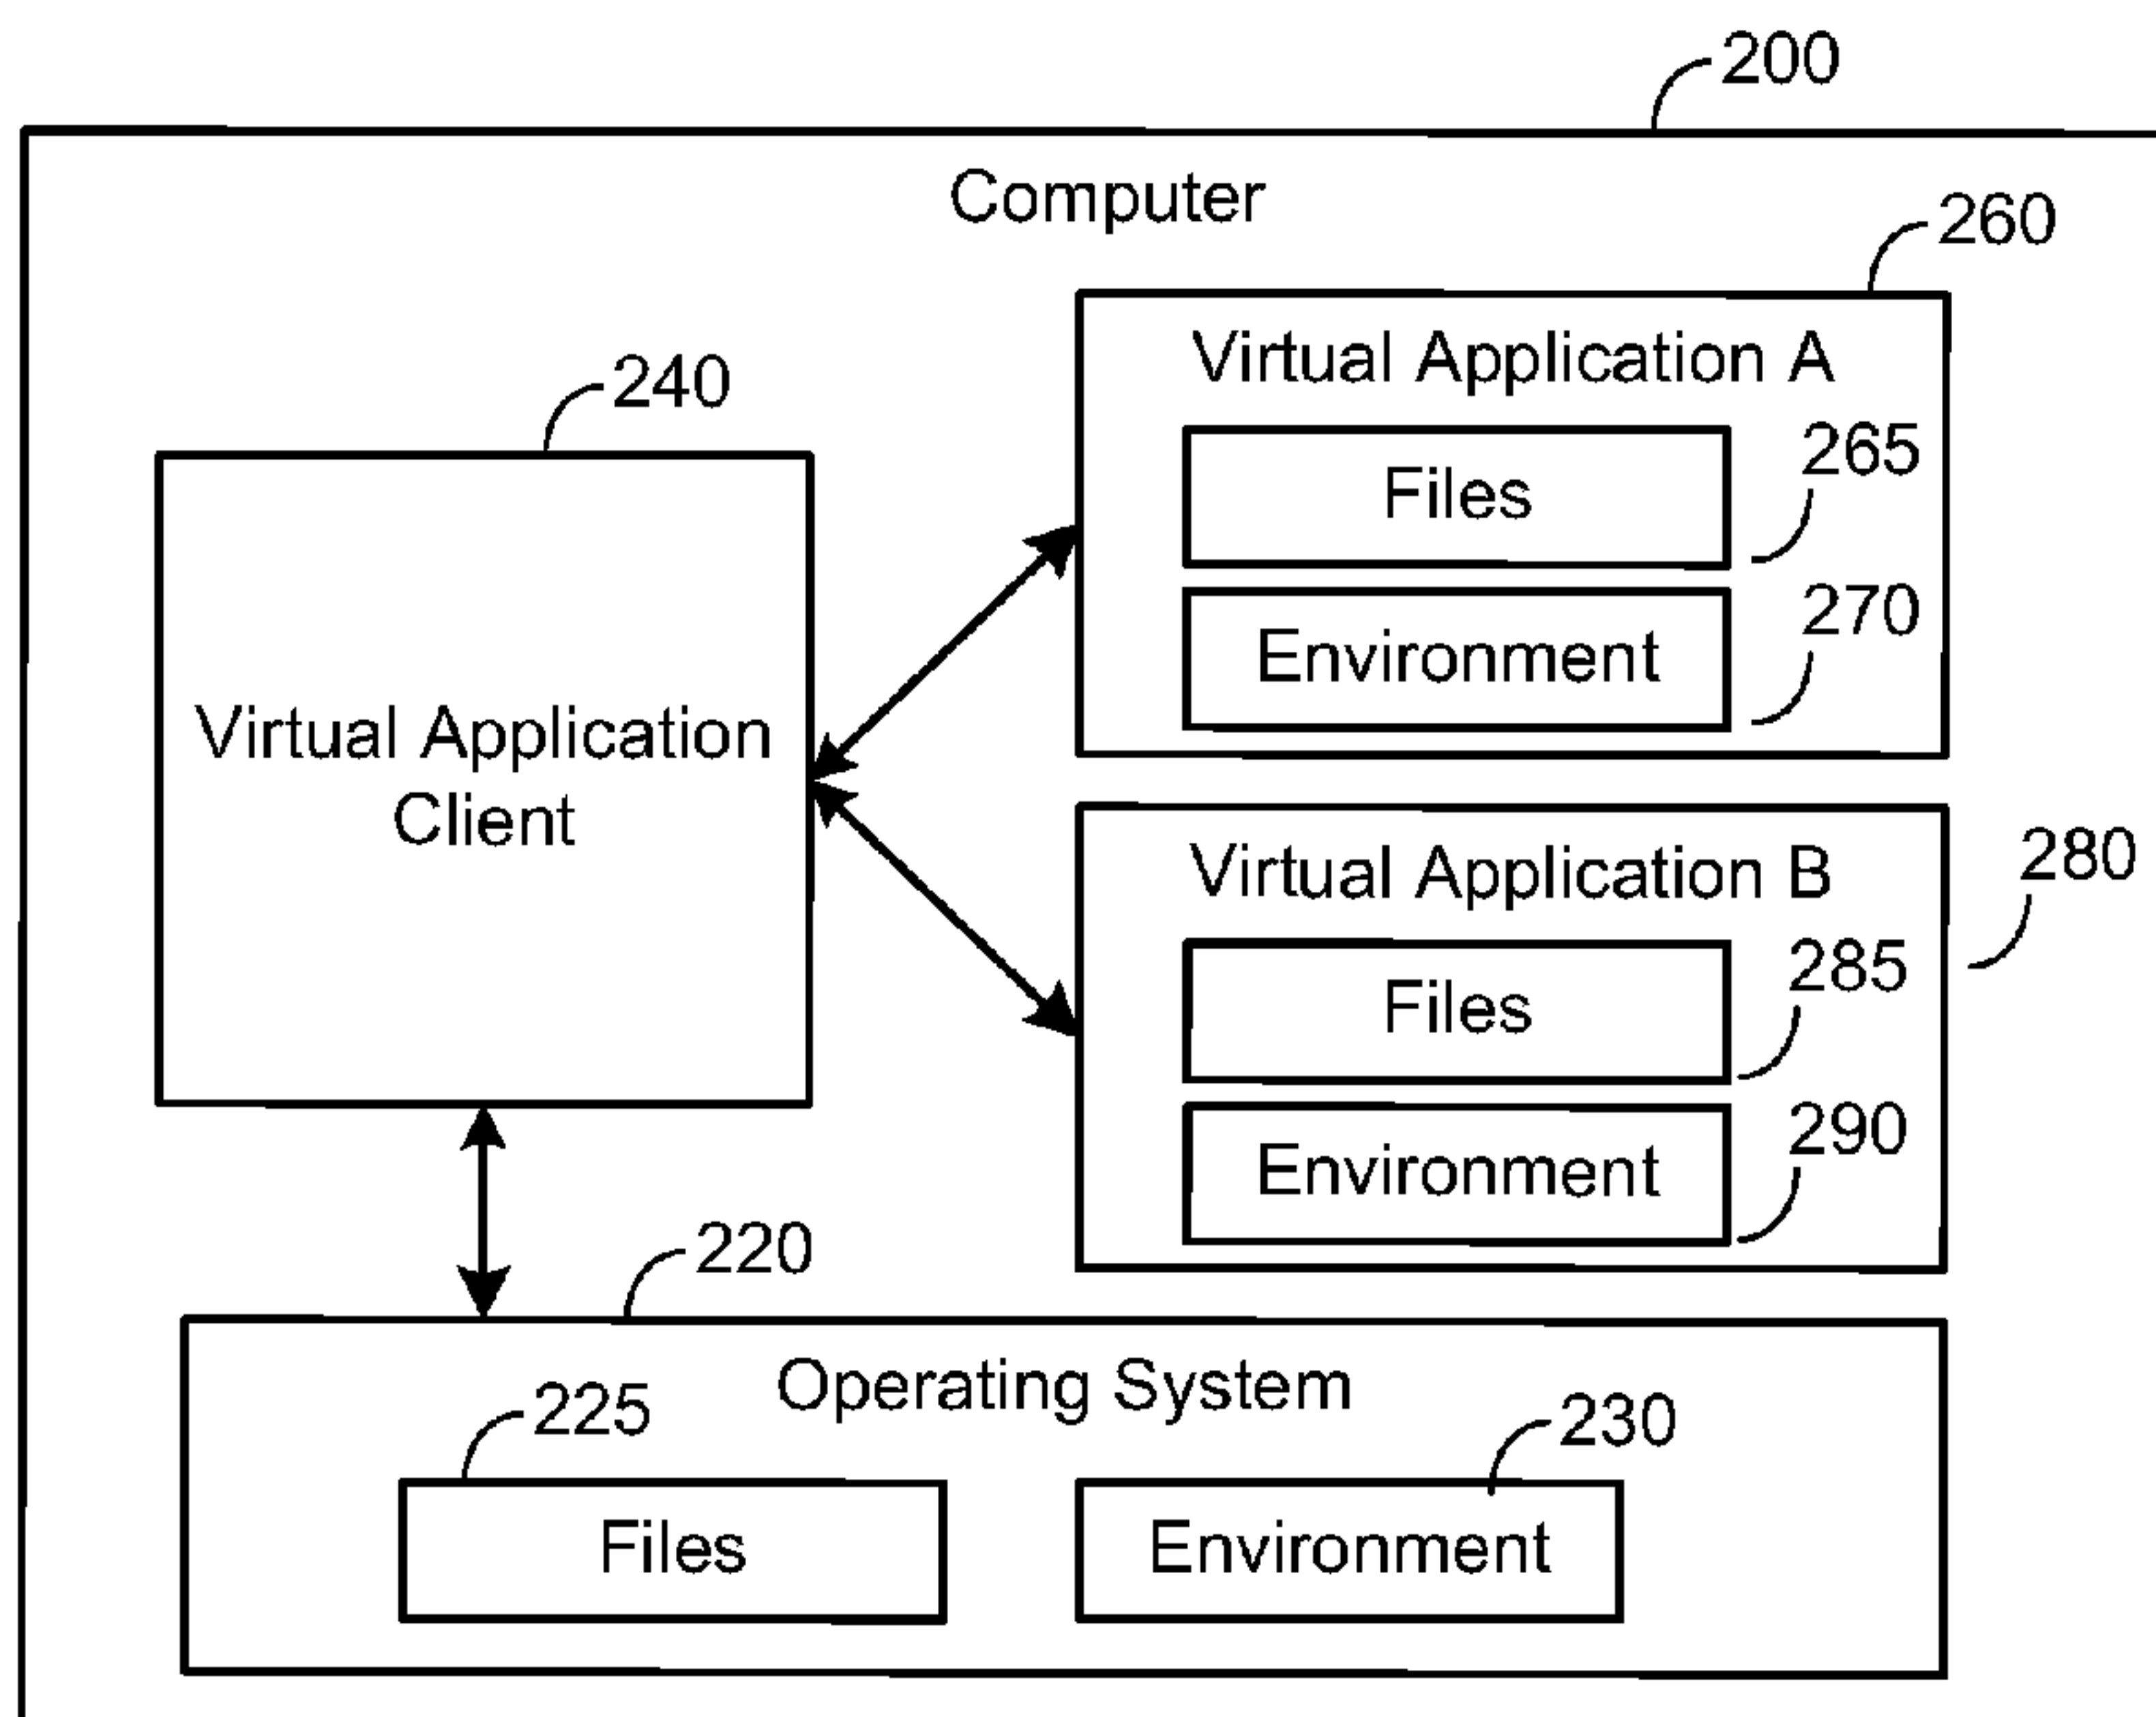 200
Computer
260
Virtual Application A
240
265
Files
270
Environment
Virtual Application
Client
280
Virtual Application B
285
Files
290
Environment
220
Operating System
225
230
Files
Environment